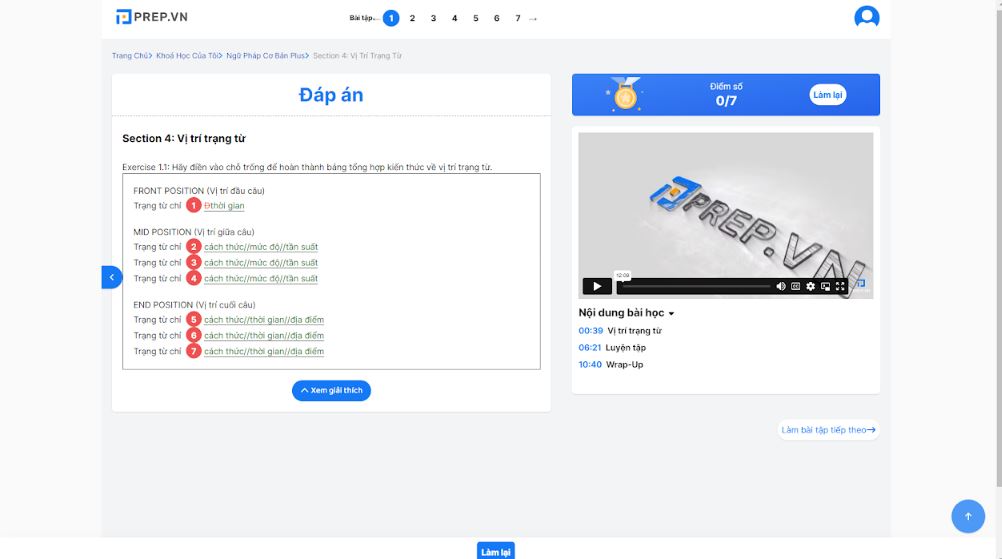 PREP.VN
Bài tập... 1 2 3 4 5 6 7 →
Trang Chủ> Khoá Học Của Tôi> Ngữ Pháp Cơ Bản Plus> Section 4: Vị Trí Trạng Từ
Đáp án
Section 4: Vị trí trạng từ
Exercise 1.1: Hãy điền vào chỗ trống để hoàn thành bảng tổng hợp kiến thức về vị trí trạng từ.
FRONT POSITION (Vị trí đầu câu)
Trạng từ chỉ 1 Đthời gian
MID POSITION (Vị trí giữa câu)
Trạng từ chỉ 2 cách thức//mức độ//tần suất
Trạng từ chỉ 3 cách thức//mức độ//tần suất
Trạng từ chỉ 4 cách thức//mức độ//tần suất
END POSITION (Vị trí cuối câu)
Trạng từ chỉ 5 cách thức//thời gian//địa điểm
Trạng từ chỉ 6 cách thức//thời gian//địa điểm
Trạng từ chỉ 7 cách thức//thời gian//địa điểm
Xem giải thích
Điểm số
0/7
Làm lại
PREP.VN
12:09
Nội dung bài học
00:39 Vị trí trạng từ
06:21 Luyện tập
10:40 Wrap-Up
Làm bài tập tiếp theo→
Làm lại